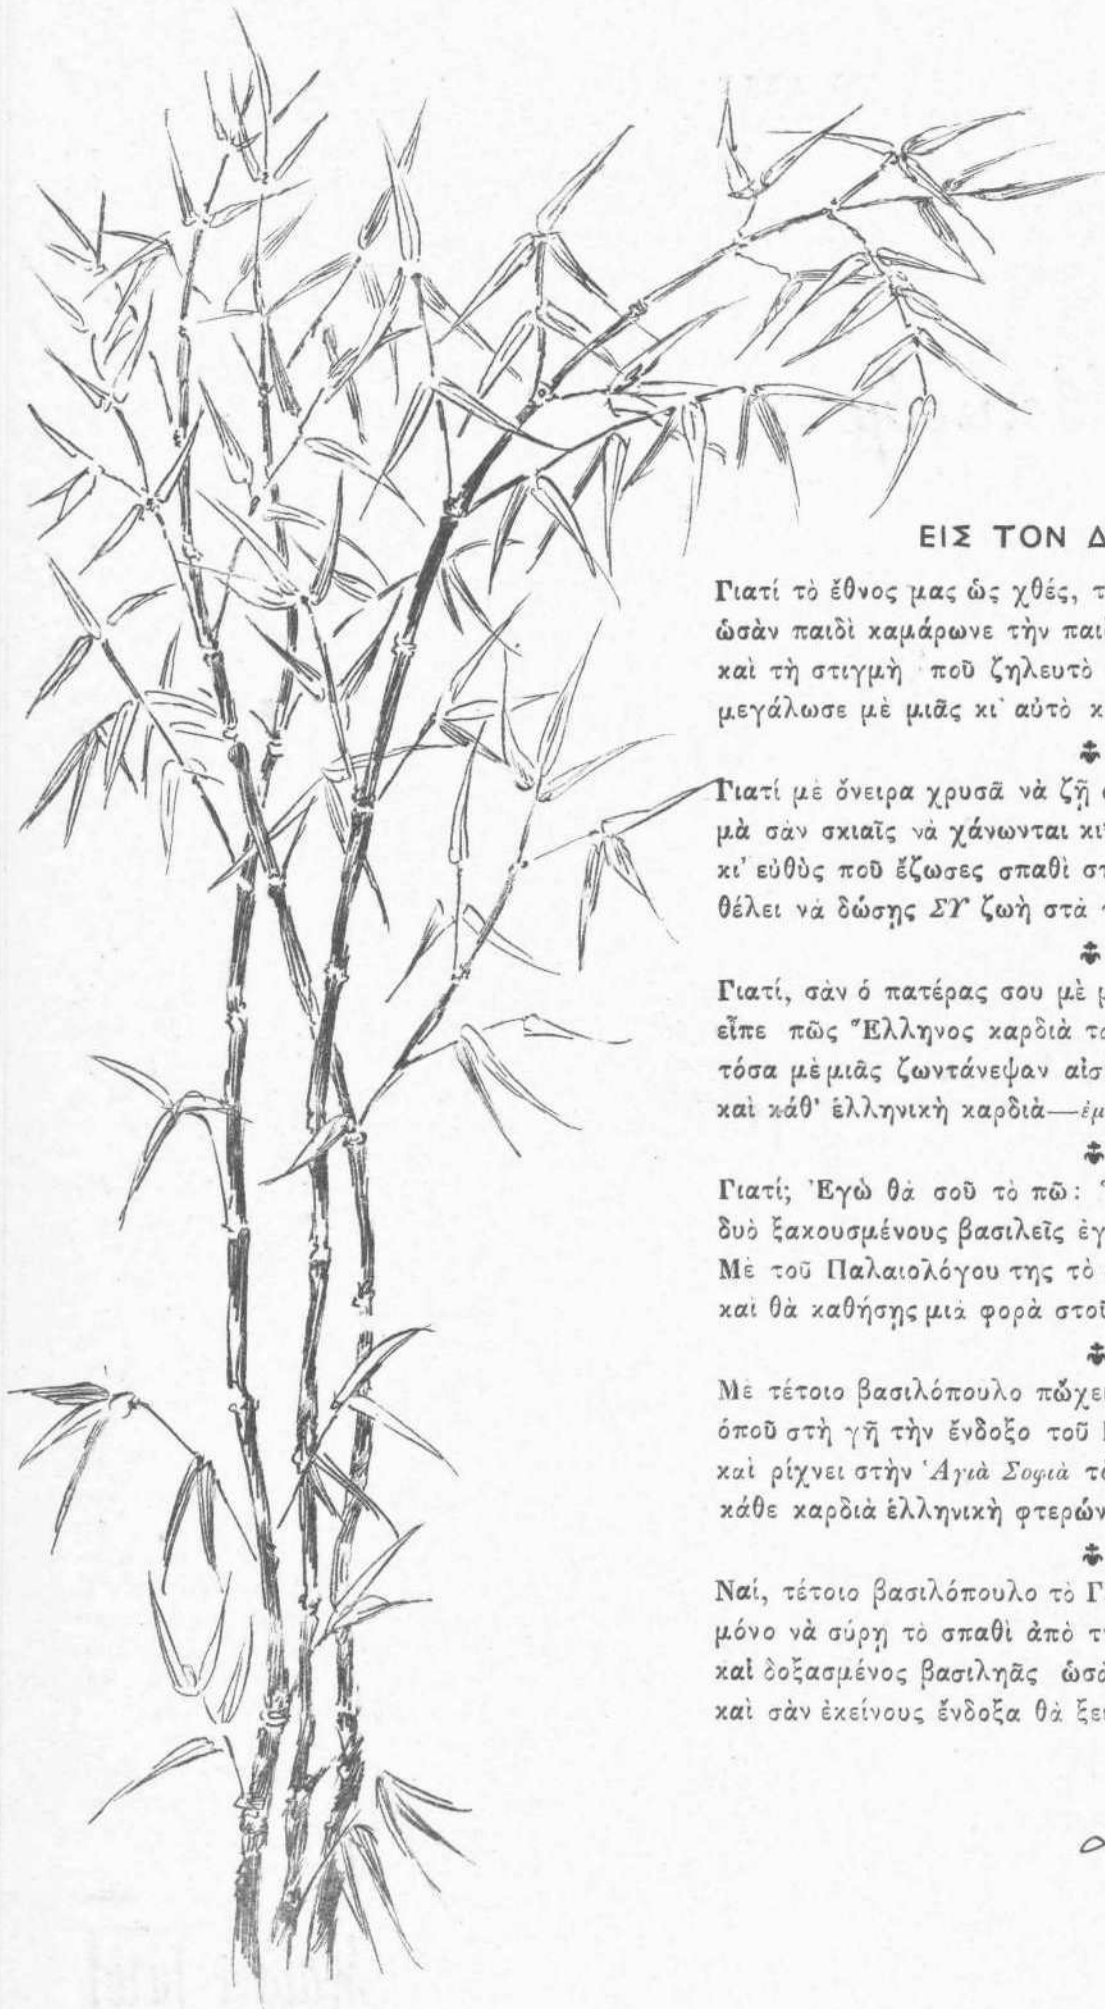 ΕΙΣ ΤΟΝ Δ
Γιατί τὸ ἔθνος μας ὡς χθές, τ
ὡσὰν παιδὶ καμάρωνε τὴν παι
καὶ τὴ στιγμὴ ποῦ ζηλευτὸ
μεγάλωσε μὲ μιᾶς κι' αὐτὸ κ
Γιατί μὲ ὄνειρα χρυσᾶ νὰ ζῇ
μὰ σὰν σκιαῖς νὰ χάνωνται κι'
κι' εὐθὺς ποῦ ἔζωσες σπαθὶ στ
θέλει νὰ δώσῃς ΣΥ ζωὴ στὰ
Γιατί, σὰν ὁ πατέρας σου μὲ μ
εἶπε πῶς Ἕλληνος καρδιὰ τ
τόσα μὲ μιᾶς ζωντάνεψαν αἰσ
καὶ κάθ' ἑλληνικὴ καρδιὰ—ἐμ
Γιατί; Ἐγὼ θὰ σοῦ τὸ πῶ:
δυὸ ξακουσμένους βασιλεῖς ἐγ
Μὲ τοῦ Παλαιολόγου της τὸ
καὶ θὰ καθήσῃς μιὰ φορὰ στοῦ
Μὲ τέτοιο βασιλόπουλο πὤχει
ὁποῦ στὴ γῆ τὴν ἔνδοξο τοῦ
καὶ ρίχνει στὴν Ἁγιὰ Σοφιὰ τὸ
κάθε καρδιὰ ἑλληνικὴ φτερών
Ναί, τέτοιο βασιλόπουλο τὸ Γ
μόνο νὰ σύρῃ τὸ σπαθὶ ἀπὸ τ
καὶ δοξασμένος βασιληᾶς ὡσὰ
καὶ σὰν ἐκείνους ἔνδοξα θὰ ξε